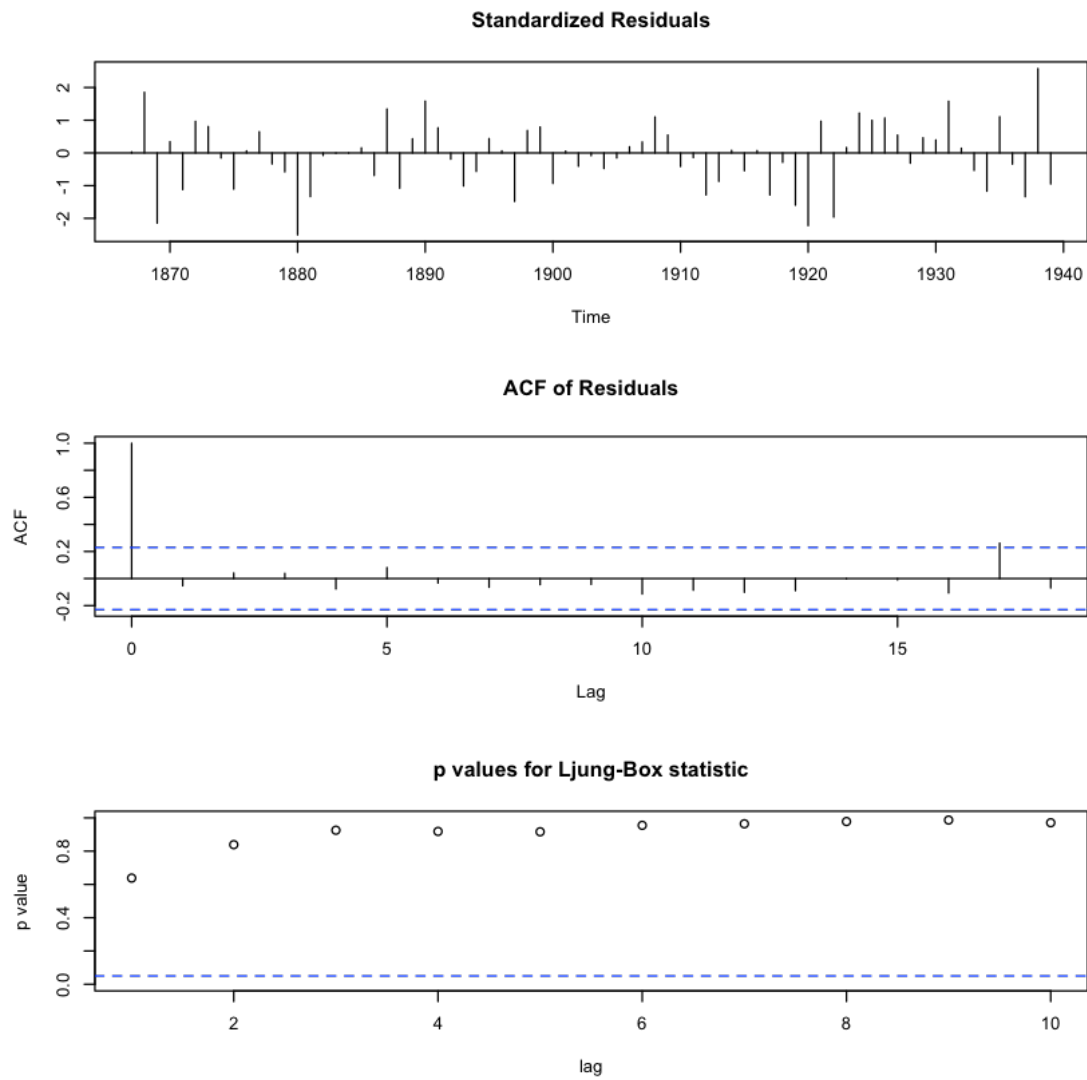 Standardized Residuals
2
1
0
-1
-2
1870 1880 1890 1900 1910 1920 1930 1940
Time
ACF of Residuals
ACF
1.0
0.6
0.2
-0.2
0 5 10 15
Lag
p values for Ljung-Box statistic
p value
0.8
0.4
0.0
2 4 6 8 10
lag